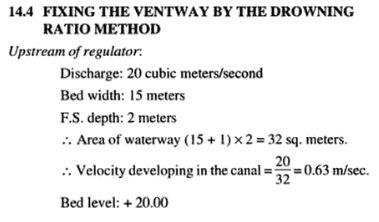 14.4 FIXING THE VENTWAY BY THE DROWNING
RATIO METHOD
Upstream of regulator:
Discharge: 20 cubic meters/second
Bed width: 15 meters
F.S. depth: 2 meters
∴ Area of waterway (15 + 1) × 2 = 32 sq. meters.
∴ Velocity developing in the canal = 20/32 = 0.63 m/sec.
Bed level: + 20.00